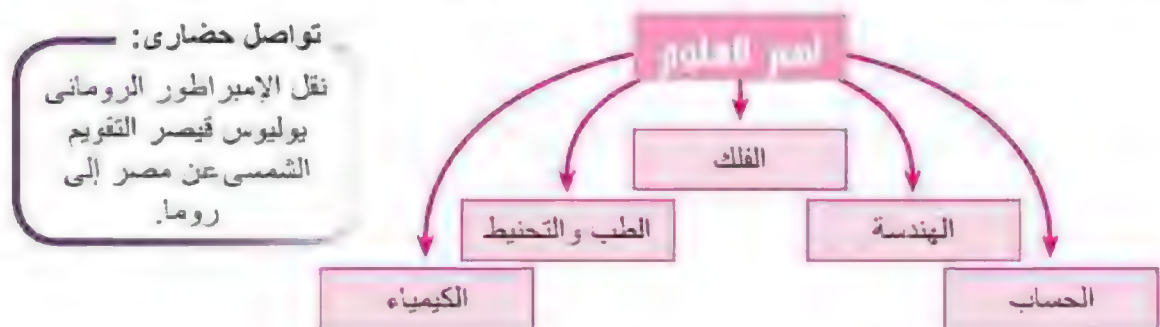 تواصل حضارى:
نقل الإمبراطور الرومانى
يوليوس قيصر التقويم
الشمسى عن مصر إلى
روما.
العلوم
الفلك
الهندسة
الطب والتحنيط
الحساب
الكيمياء